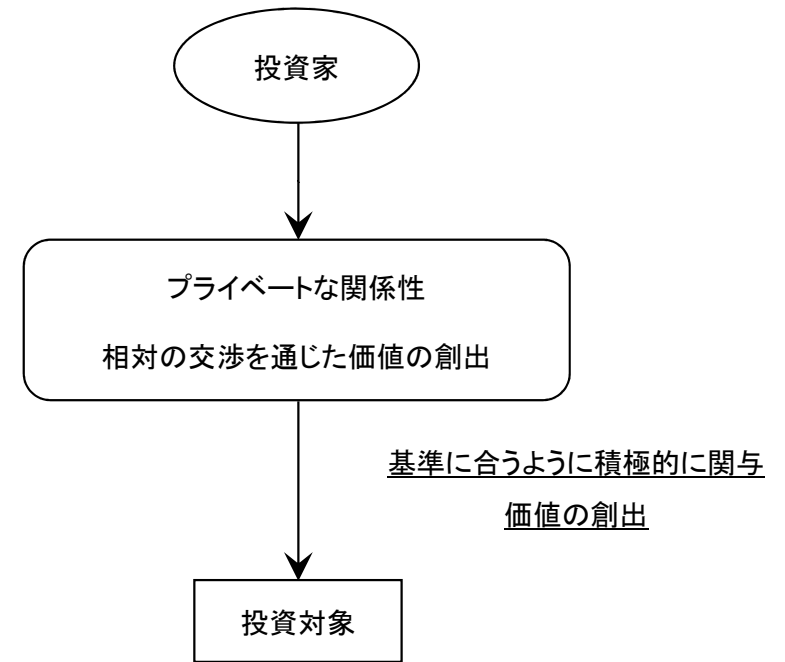 投資家
プライベートな関係性
相対の交渉を通じた価値の創出
基準に合うように積極的に関与
価値の創出
投資対象